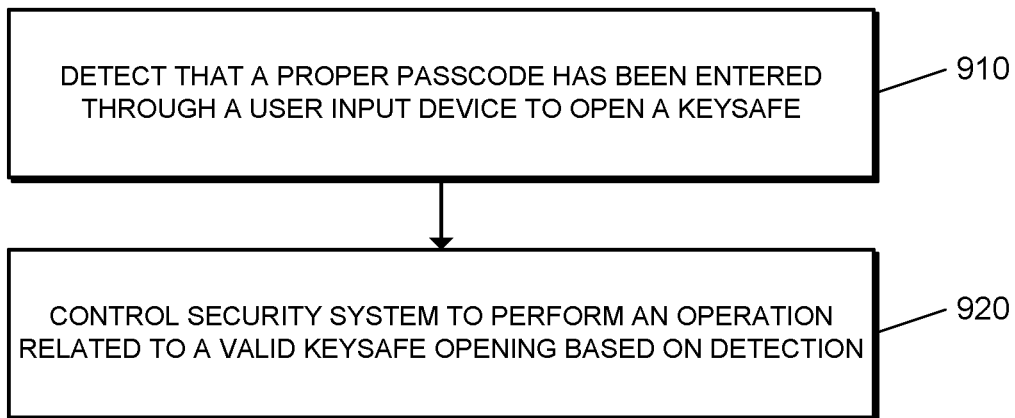 DETECT THAT A PROPER PASSCODE HAS BEEN ENTERED
THROUGH A USER INPUT DEVICE TO OPEN A KEYSAFE
910
CONTROL SECURITY SYSTEM TO PERFORM AN OPERATION
RELATED TO A VALID KEYSAFE OPENING BASED ON DETECTION
920